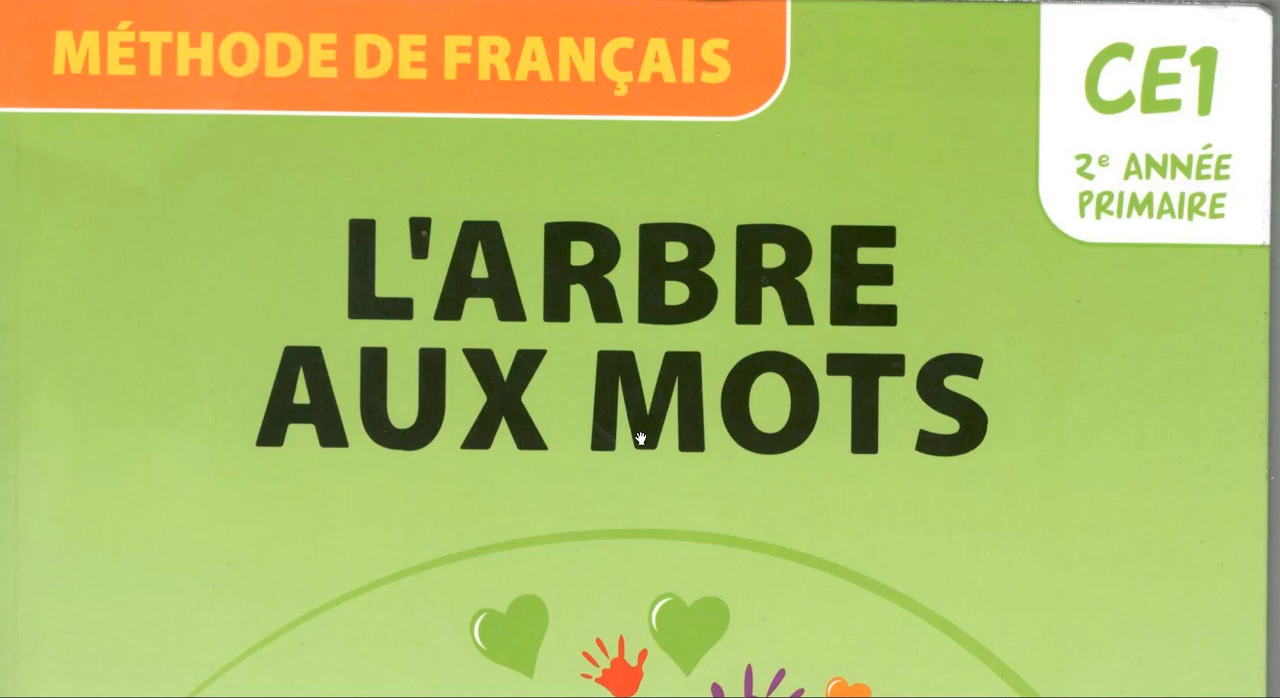 MÉTHODE DE FRANÇAIS
CE1
2e ANNÉE
PRIMAIRE
L'ARBRE
AUX MOTS